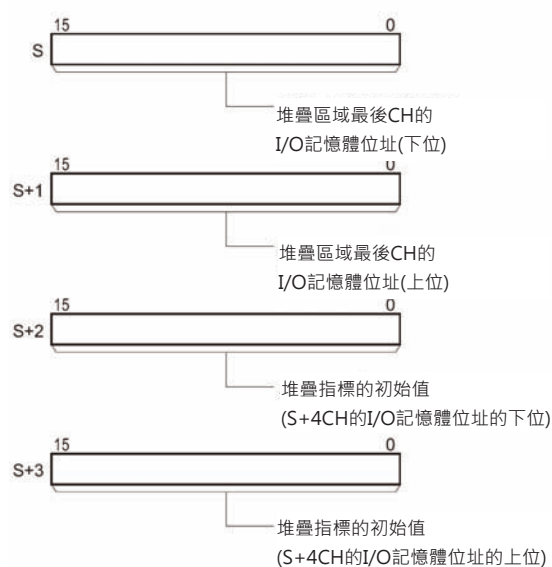 15 0
S
堆疊區域最後CH的
I/O記憶體位址(下位)
15 0
S+1
堆疊區域最後CH的
I/O記憶體位址(上位)
15 0
S+2
堆疊指標的初始值
(S+4CH的I/O記憶體位址的下位)
15 0
S+3
堆疊指標的初始值
(S+4CH的I/O記憶體位址的上位)